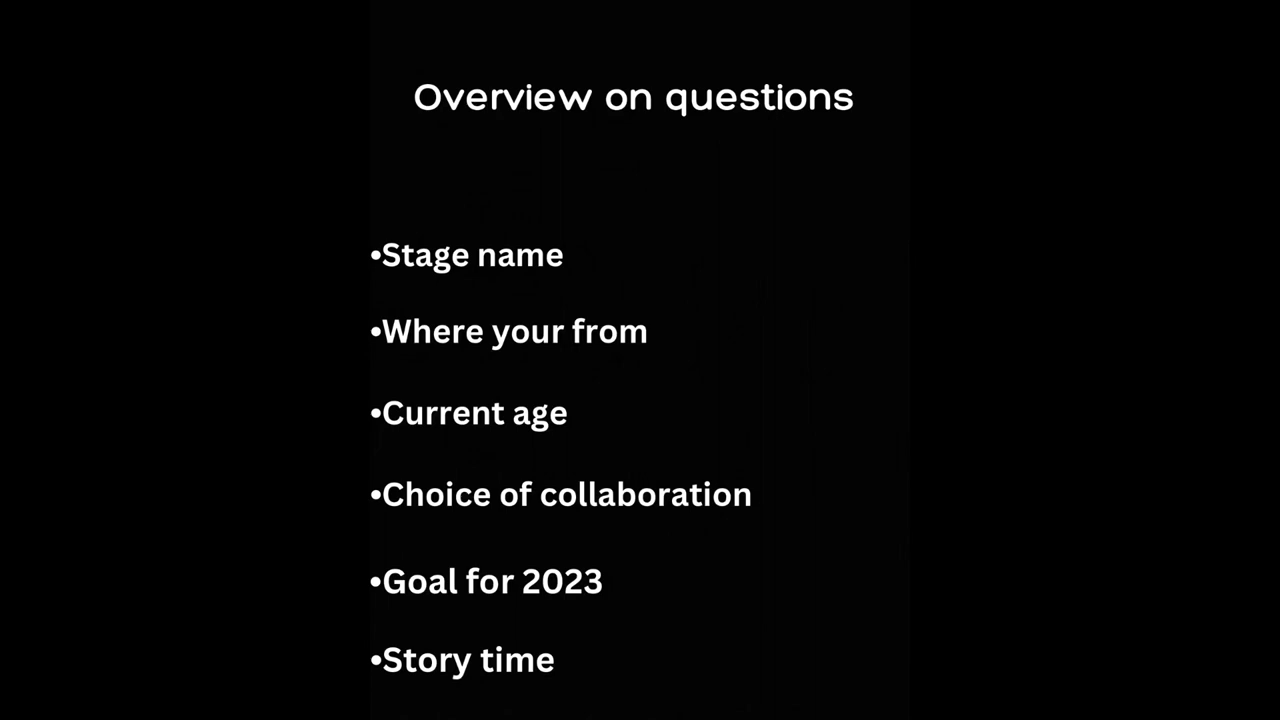 Overview on questions
•Stage name
•Where your from
•Current age
•Choice of collaboration
•Goal for 2023
•Story time